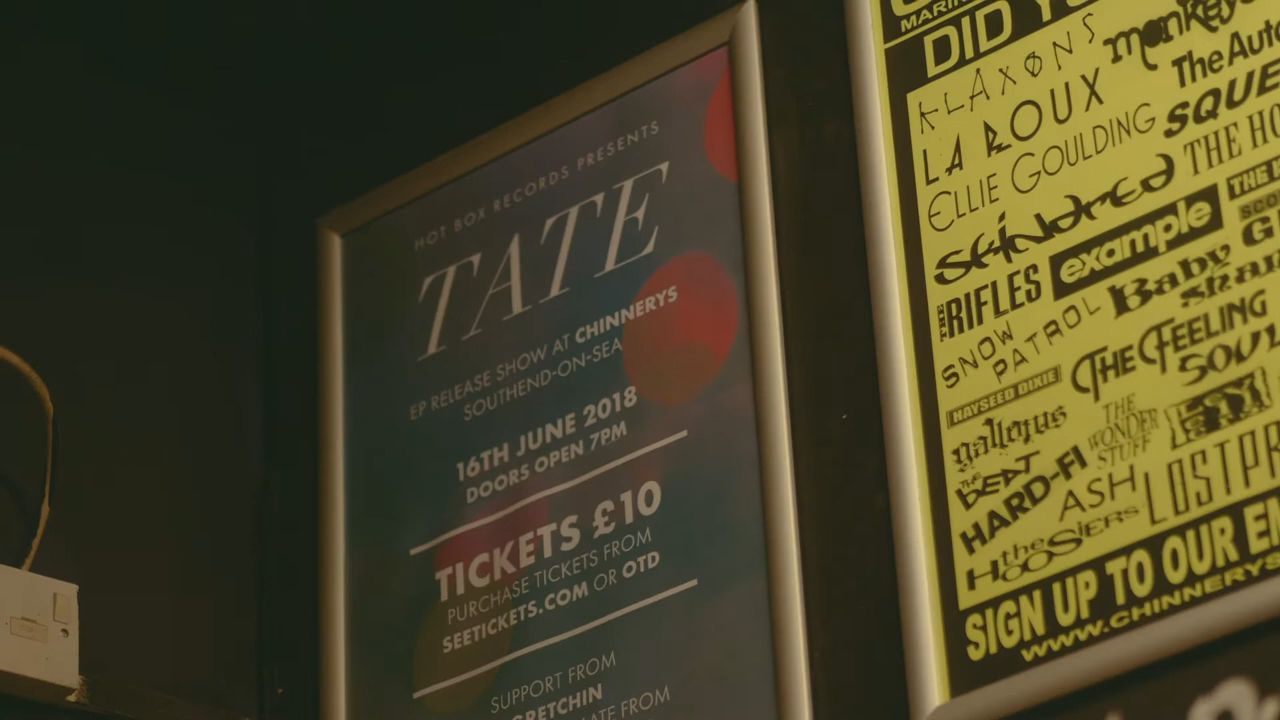 HOT BOX RECORDS PRESENTS
TATE
EP RELEASE SHOW AT CHINNERYS
SOUTHEND-ON-SEA
16TH JUNE 2018
DOORS OPEN 7PM
TICKETS £10
PURCHASE TICKETS FROM
SEETICKETS.COM OR OTD
SUPPORT FROM
GRETCHIN
FROM
DID
KLAXONS
monkeys
LA ROUX
The
ELLIE GOULDING
SKiNDRED
THE
example
THE RIFLES
Baby
SNOW PATROL
THE FEELING
HAYSEED DIXIE
gallows
THE WONDER STUFF
THE BEAT
HARD-FI
ASH
the HOOSIERS
SIGN UP TO OUR
WWW.CHINNERYS